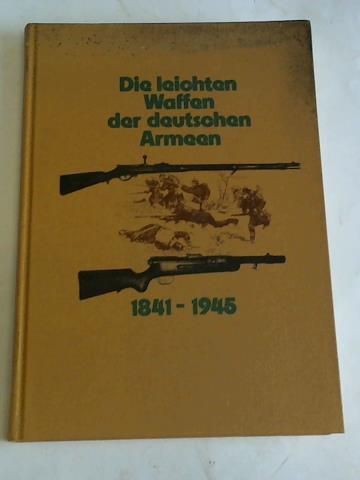 Die leichten
Waffen
der deutschen
Armeen
1841 - 1945